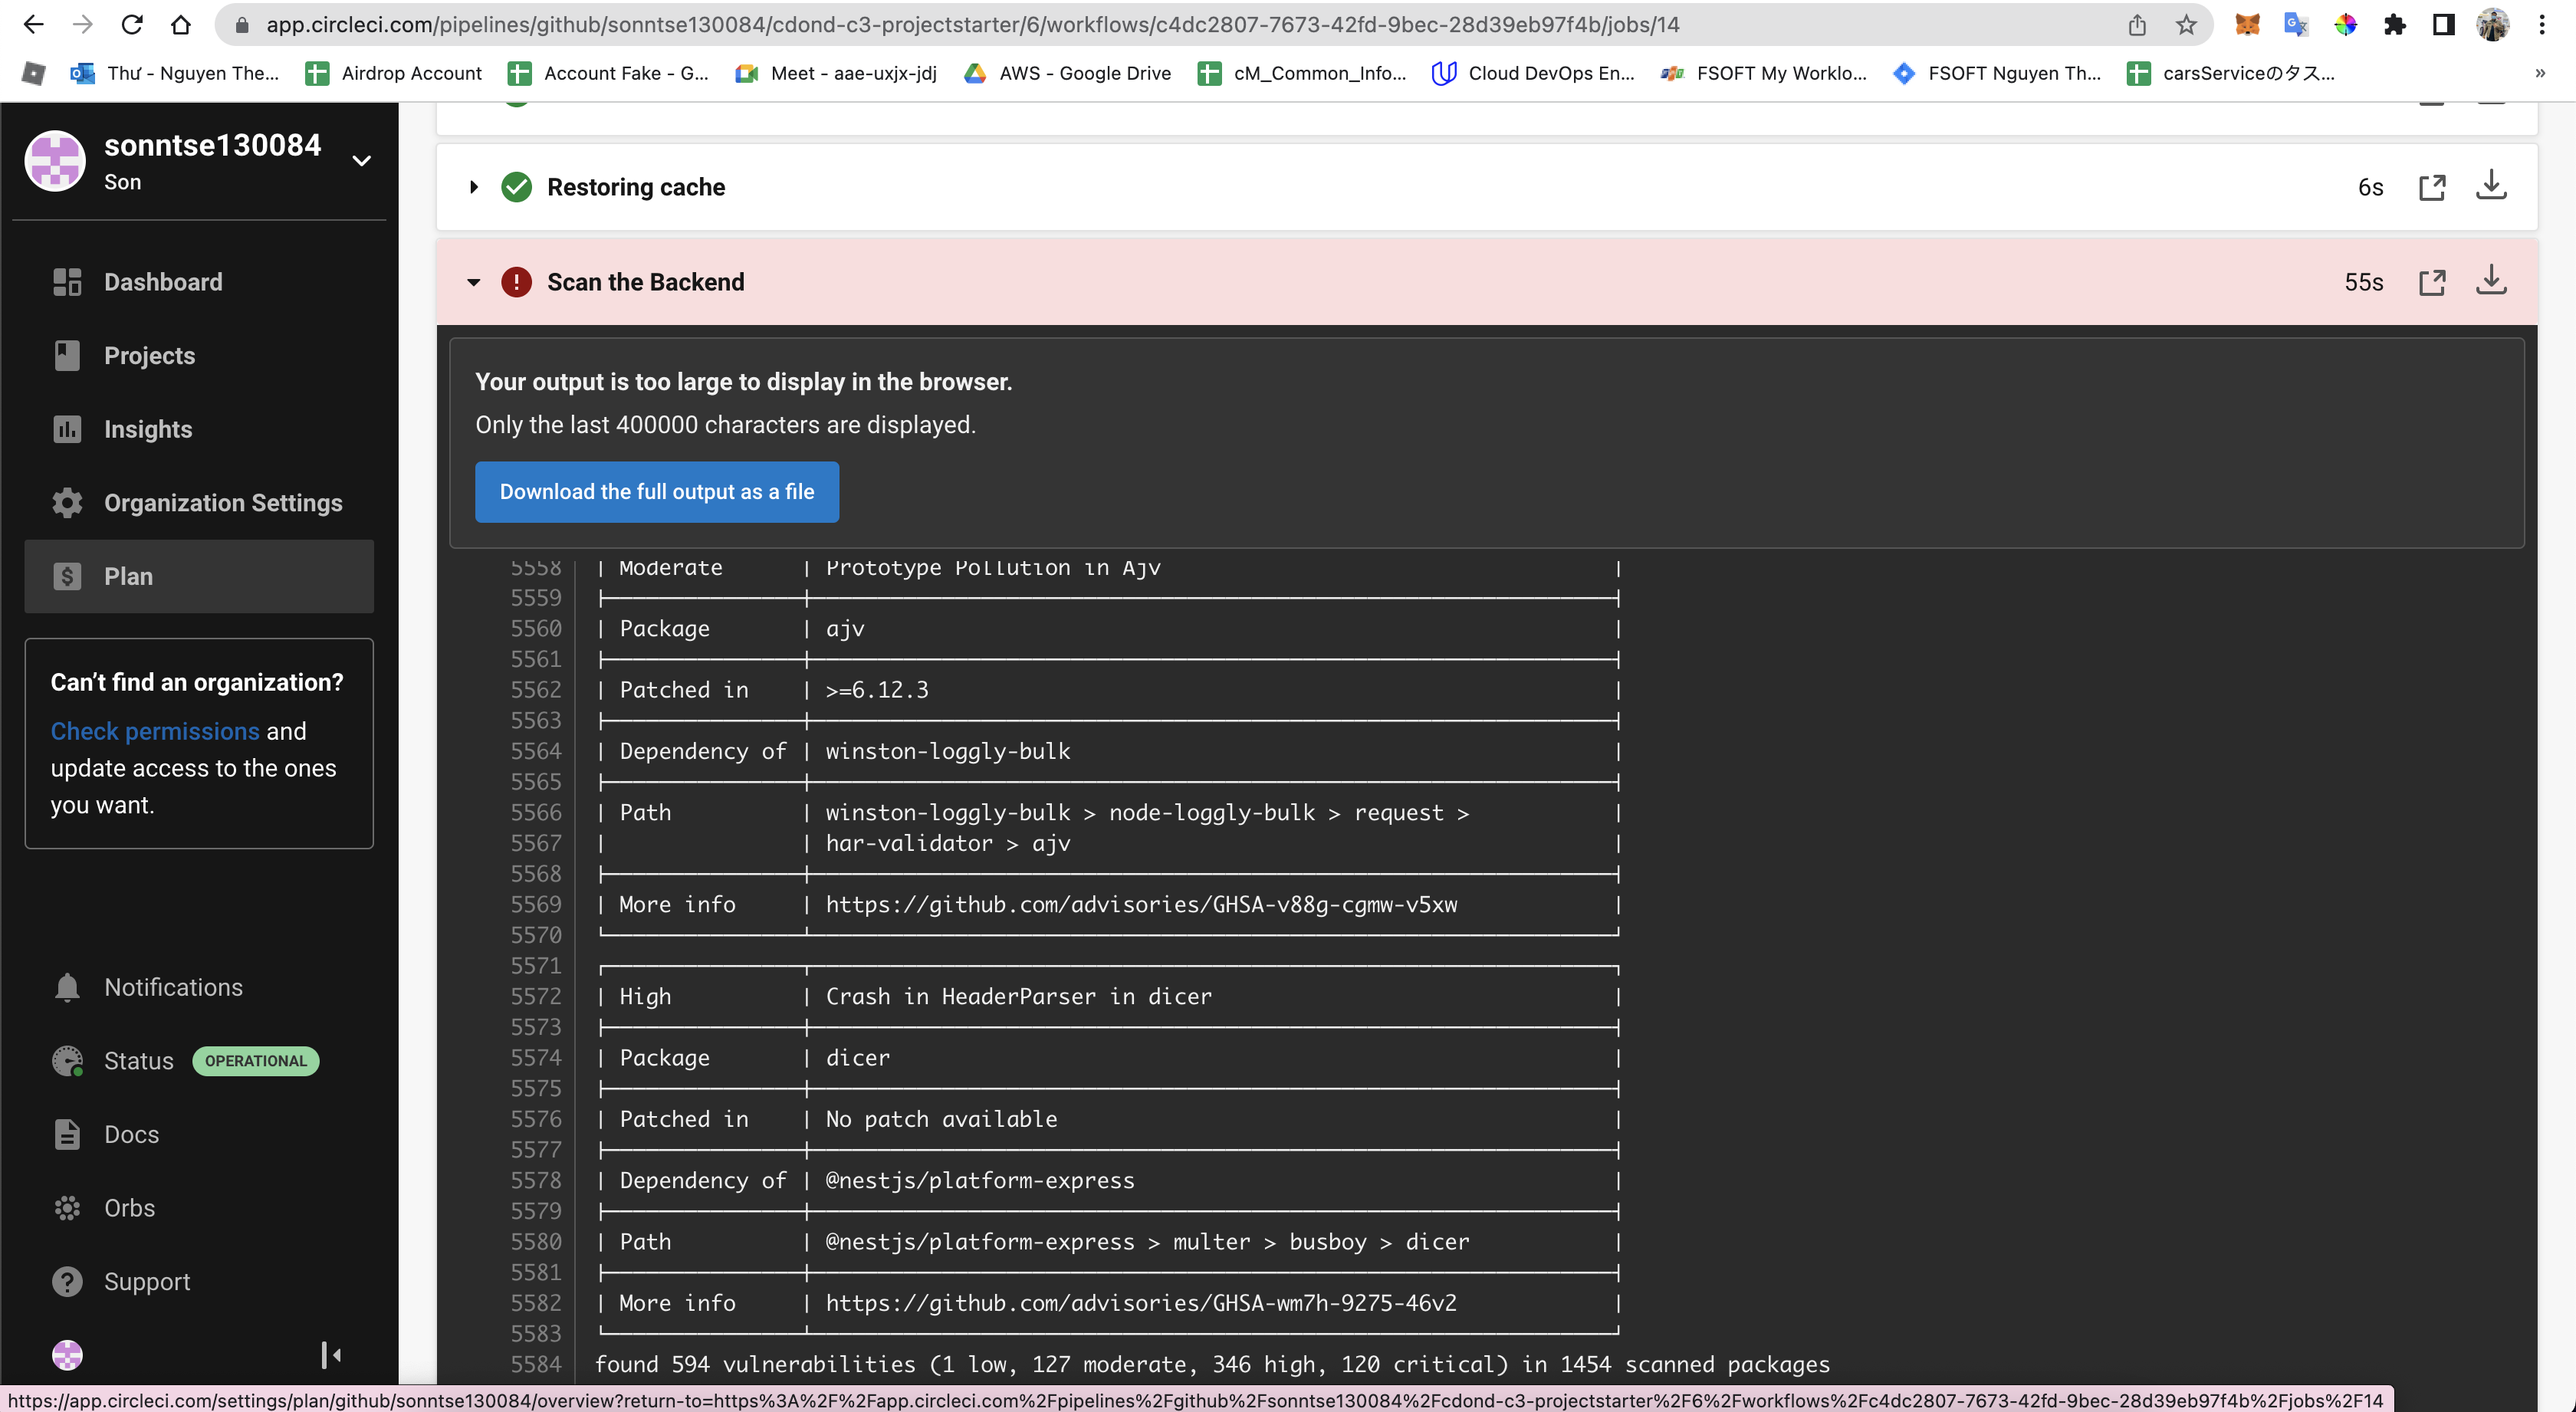 app.circleci.com/pipelines/github/sonntse130084/cdond-c3-projectstarter/6/workflows/c4dc2807-7673-42fd-9bec-28d39eb97f4b/jobs/14
Thư - Nguyen The...
Airdrop Account
Account Fake - G...
Meet - aae-uxjx-jdj
AWS - Google Drive
cM_Common_Info...
Cloud DevOps En...
FSOFT My Worklo...
FSOFT Nguyen Th...
carsServiceのタス...
»
sonntse130084
Son
Dashboard
Projects
Insights
Organization Settings
Plan
Can’t find an organization?
Check permissions and
update access to the ones
you want.
Notifications
Status OPERATIONAL
Docs
Orbs
Support
Restoring cache 6s
Scan the Backend 55s
Your output is too large to display in the browser.
Only the last 400000 characters are displayed.
Download the full output as a file
5558 | Moderate | Prototype Pollution in Ajv |
5559
5560 | Package | ajv |
5561
5562 | Patched in | >=6.12.3 |
5563
5564 | Dependency of | winston-loggly-bulk |
5565
5566 | Path | winston-loggly-bulk > node-loggly-bulk > request > |
5567 | | har-validator > ajv |
5568
5569 | More info | https://github.com/advisories/GHSA-v88g-cgmw-v5xw |
5570
5571
5572 | High | Crash in HeaderParser in dicer |
5573
5574 | Package | dicer |
5575
5576 | Patched in | No patch available |
5577
5578 | Dependency of | @nestjs/platform-express |
5579
5580 | Path | @nestjs/platform-express > multer > busboy > dicer |
5581
5582 | More info | https://github.com/advisories/GHSA-wm7h-9275-46v2 |
5583
5584 found 594 vulnerabilities (1 low, 127 moderate, 346 high, 120 critical) in 1454 scanned packages
https://app.circleci.com/settings/plan/github/sonntse130084/overview?return-to=https%3A%2F%2Fapp.circleci.com%2Fpipelines%2Fgithub%2Fsonntse130084%2Fcdond-c3-projectstarter%2F6%2Fworkflows%2Fc4dc2807-7673-42fd-9bec-28d39eb97f4b%2Fjobs%2F14